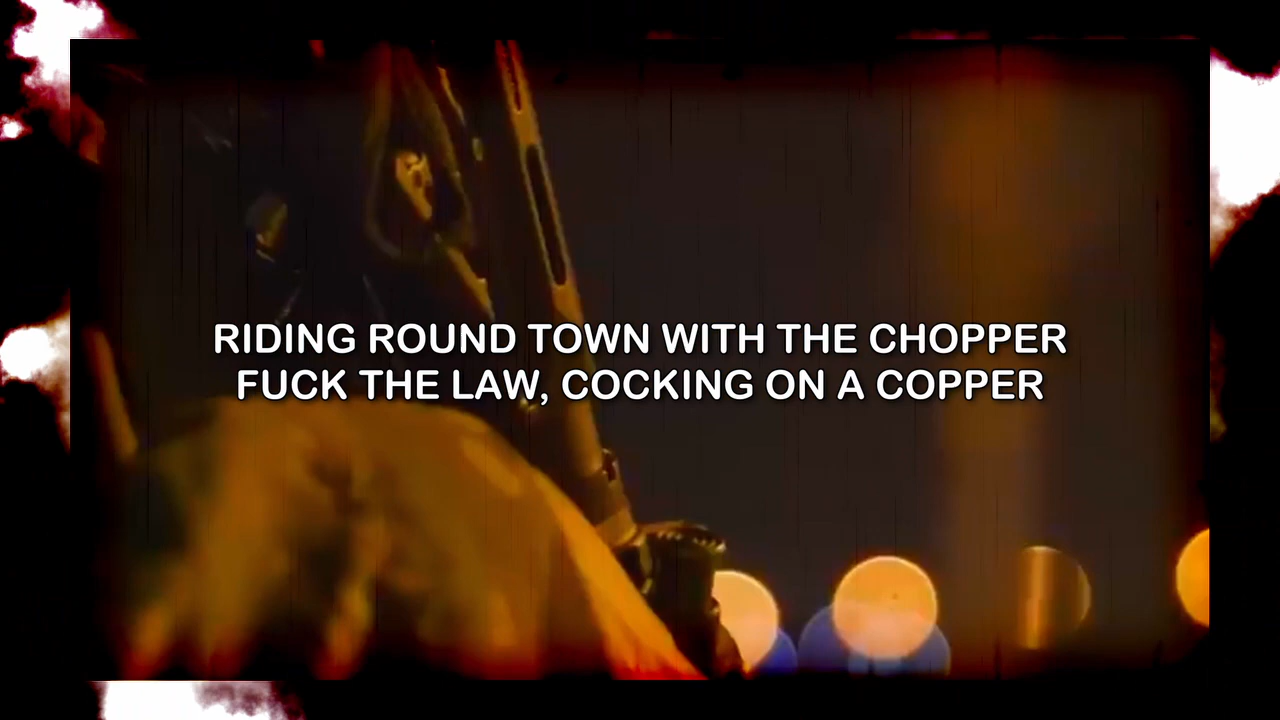 RIDING ROUND TOWN WITH THE CHOPPER
FUCK THE LAW, COCKING ON A COPPER